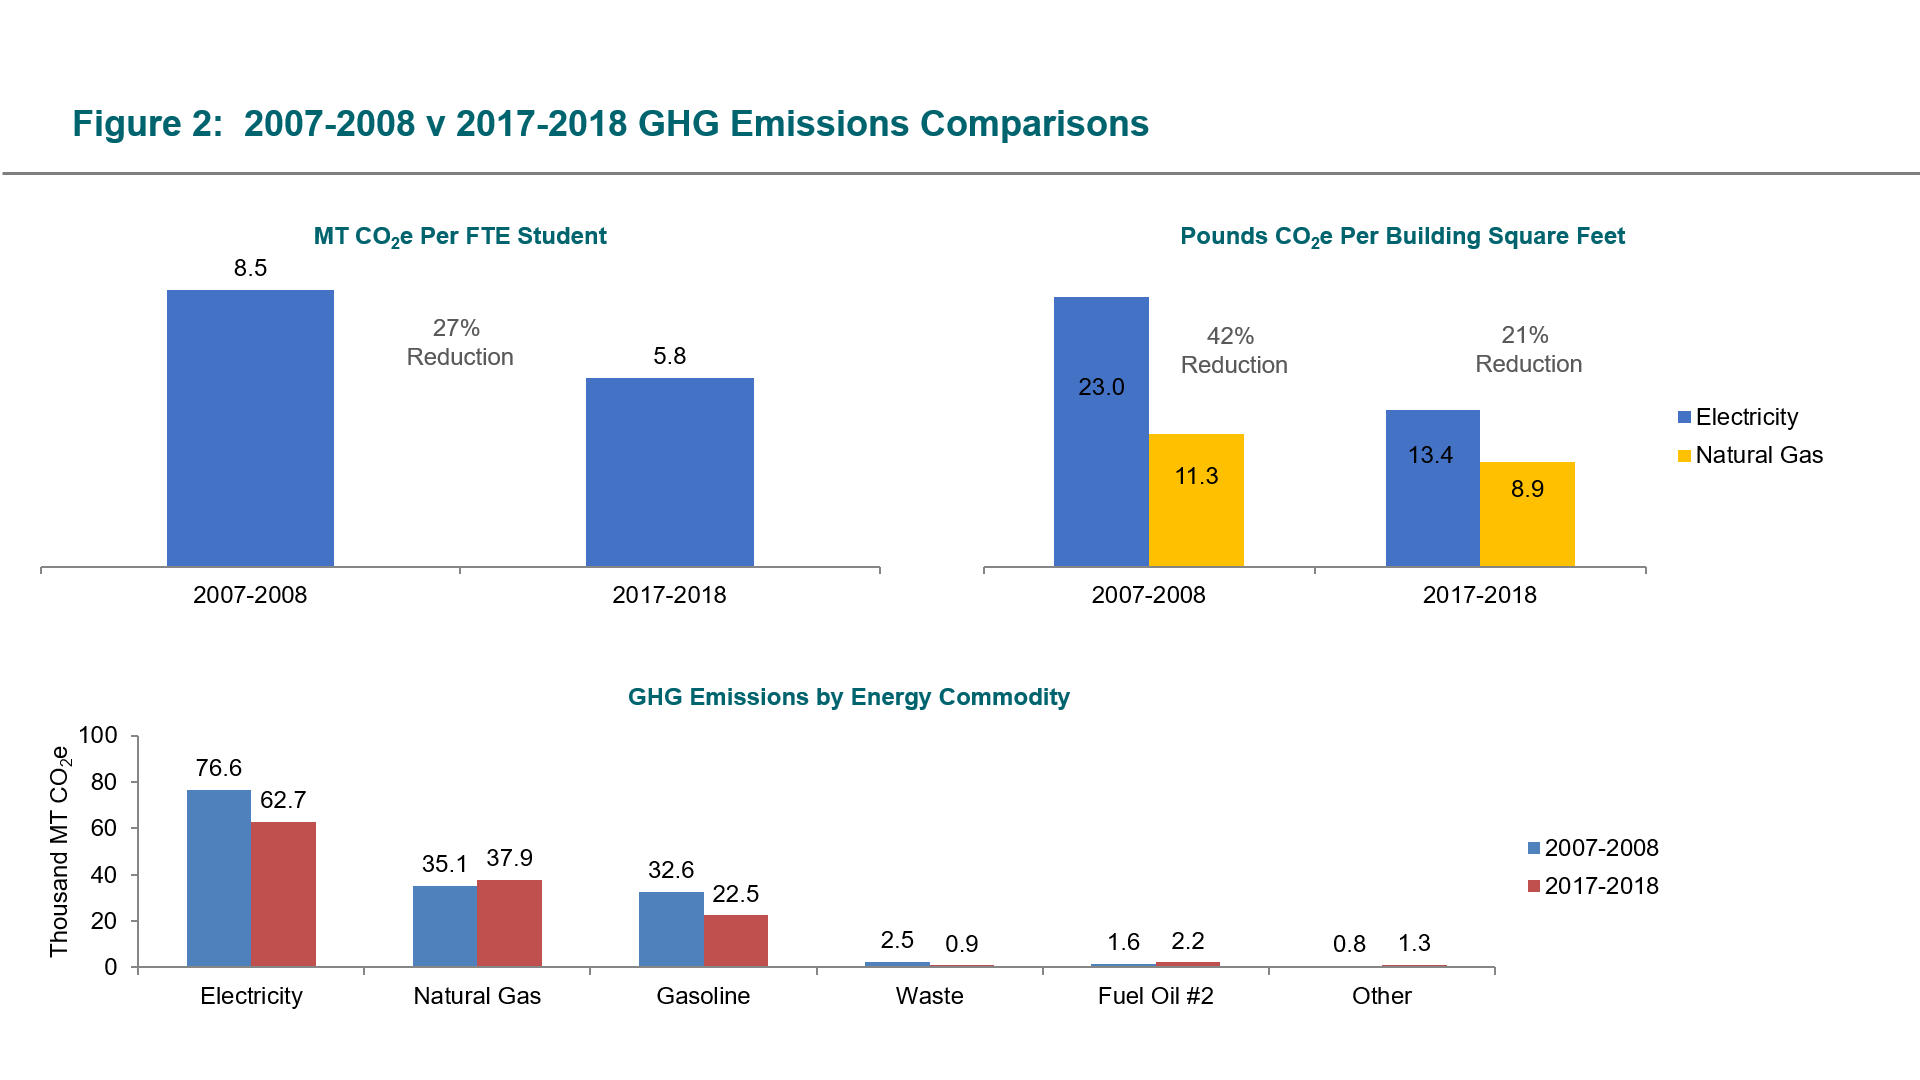 Figure 2:  2007-2008 v 2017-2018 GHG Emissions Comparisons
MT CO₂e Per FTE Student
8.5
27%
Reduction
5.8
2007-2008 2017-2018
Pounds CO₂e Per Building Square Feet
42%
Reduction
21%
Reduction
23.0
11.3
13.4
8.9
Electricity
Natural Gas
2007-2008 2017-2018
GHG Emissions by Energy Commodity
Thousand MT CO₂e
100
80
60
40
20
0
76.6
62.7
35.1
37.9
32.6
22.5
2.5
0.9
1.6
2.2
0.8
1.3
Electricity Natural Gas Gasoline Waste Fuel Oil #2 Other
2007-2008
2017-2018